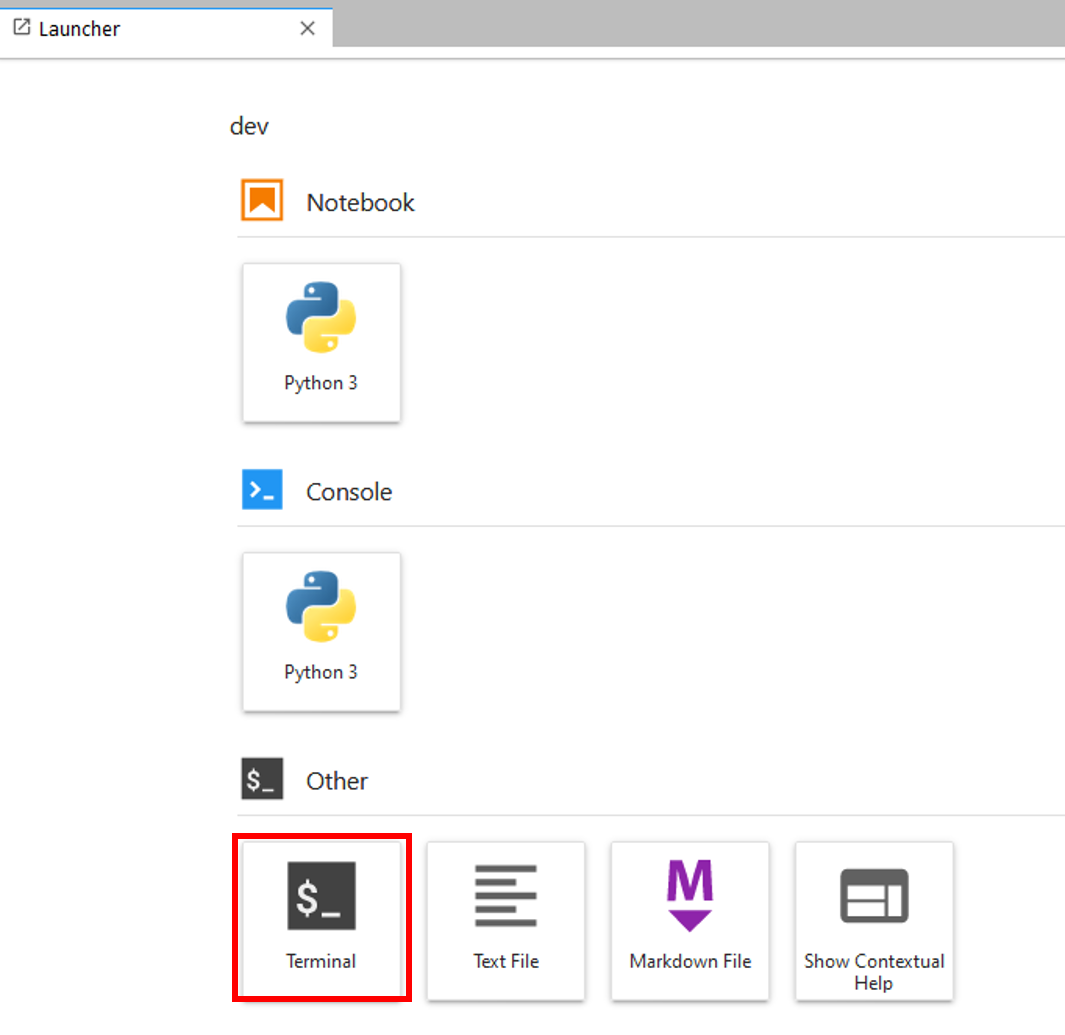 Launcher
dev
Notebook
Python 3
>_
Console
Python 3
$_
Other
$_
Terminal
Text File
M
Markdown File
Show Contextual
Help